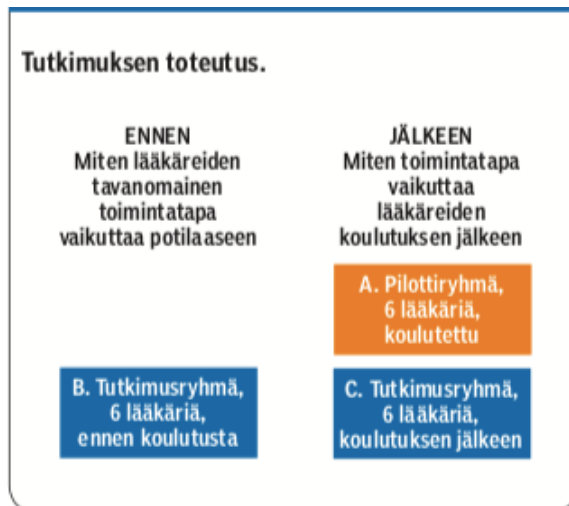 Tutkimuksen toteutus.
ENNEN
Miten lääkäreiden
tavanomainen
toimintatapa
vaikuttaa potilaaseen
JÄLKEEN
Miten toimintatapa
vaikuttaa
lääkäreiden
koulutuksen jälkeen
A. Pilottiryhmä,
6 lääkäriä,
koulutettu
B. Tutkimusryhmä,
6 lääkäriä,
ennen koulutusta
C. Tutkimusryhmä,
6 lääkäriä,
koulutuksen jälkeen